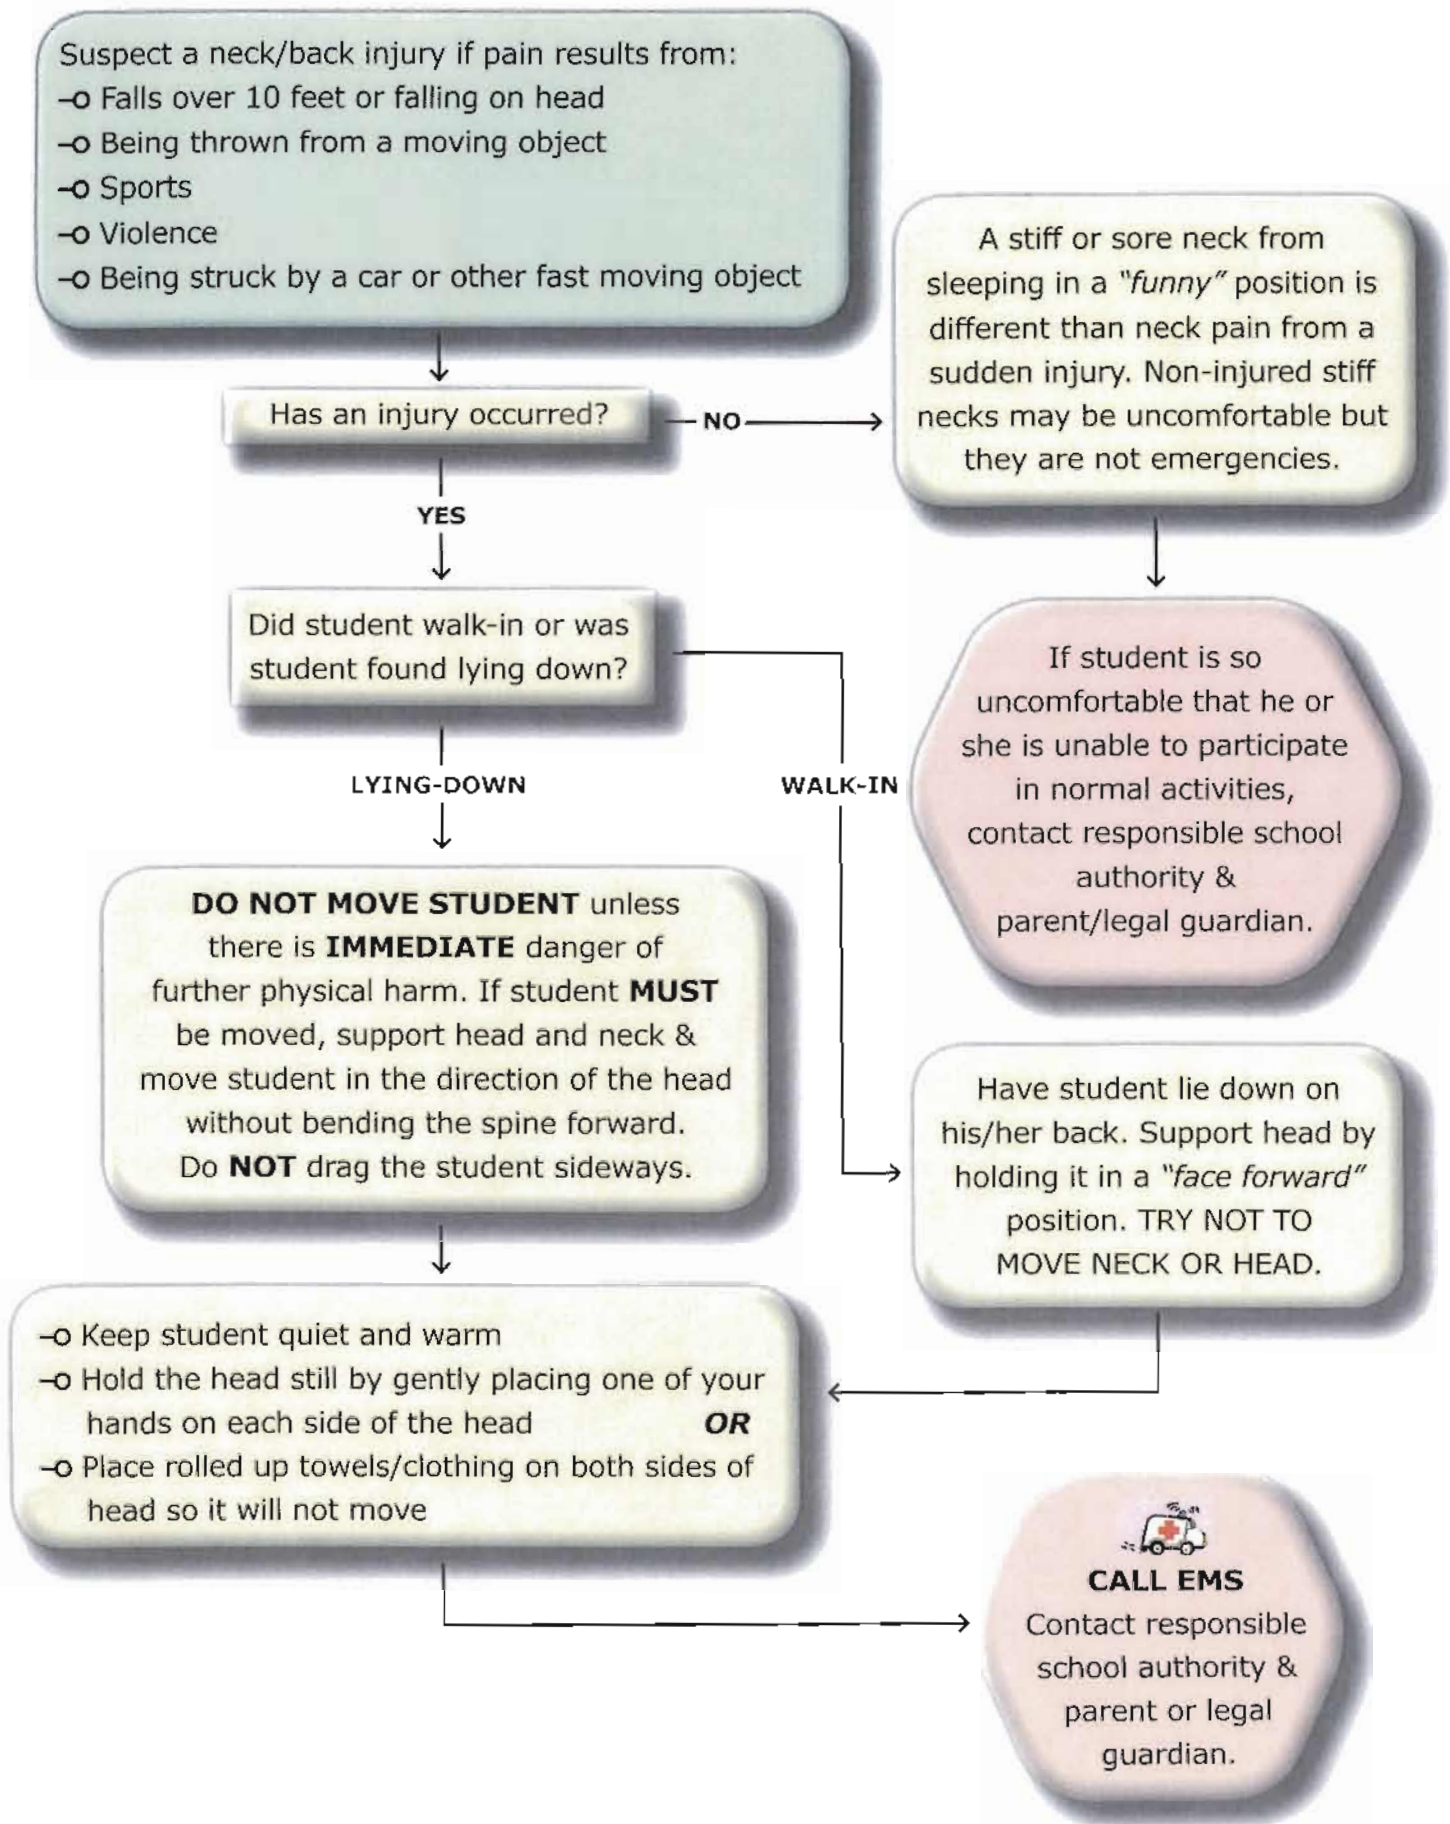 Suspect a neck/back injury if pain results from:
Falls over 10 feet or falling on head
Being thrown from a moving object
Sports
Violence
Being struck by a car or other fast moving object
Has an injury occurred?
NO
A stiff or sore neck from
sleeping in a "funny" position is
different than neck pain from a
sudden injury. Non-injured stiff
necks may be uncomfortable but
they are not emergencies.
YES
Did student walk-in or was
student found lying down?
If student is so
uncomfortable that he or
she is unable to participate
in normal activities,
contact responsible school
authority &
parent/legal guardian.
LYING-DOWN
WALK-IN
DO NOT MOVE STUDENT unless
there is IMMEDIATE danger of
further physical harm. If student MUST
be moved, support head and neck &
move student in the direction of the head
without bending the spine forward.
Do NOT drag the student sideways.
Have student lie down on
his/her back. Support head by
holding it in a "face forward"
position. TRY NOT TO
MOVE NECK OR HEAD.
Keep student quiet and warm
Hold the head still by gently placing one of your
hands on each side of the head OR
Place rolled up towels/clothing on both sides of
head so it will not move
CALL EMS
Contact responsible
school authority &
parent or legal
guardian.